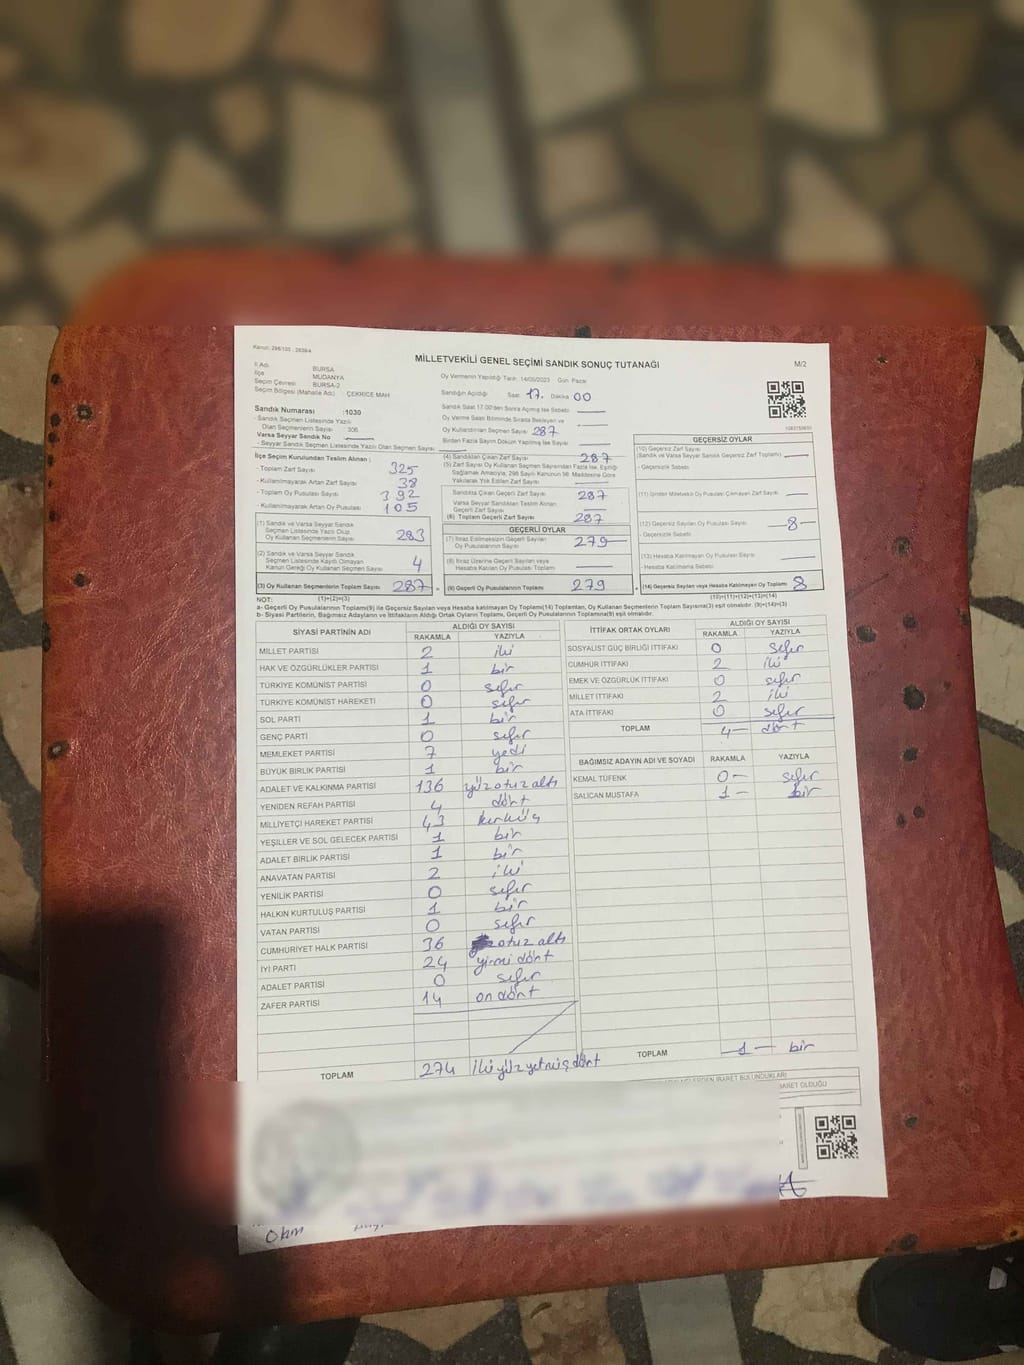 Kanun: 298/105 , 2839/4
MİLLETVEKİLİ GENEL SEÇİMİ SANDIK SONUÇ TUTANAĞI
M/2
İl Adı BURSA
İlçe MUDANYA
Seçim Çevresi BURSA-2
Seçim Bölgesi (Mahalle Adı) ÇEKRİCE MAH
Sandık Numarası :1030
- Sandık Seçmen Listesinde Yazılı
Olan Seçmenlerin Sayısı: 306
Varsa Seyyar Sandık No
- Seyyar Sandık Seçmen Listesinde Yazılı Olan Seçmen Sayısı:
Oy Vermenin Yapıldığı Tarih :14/05/2023 Gün: Pazar
Sandığın Açıldığı Saat 17. Dakika 00
Sandık Saat 17.00'den Sonra Açılmış İse Sebebi:
Oy Verme Saati Bitiminde Sırada Bekleyen ve
Oy Kullandırılan Seçmen Sayısı: 287
Birden Fazla Sayım Döküm Yapılmış İse Sayısı:
İlçe Seçim Kurulundan Teslim Alınan ;
- Toplam Zarf Sayısı 325
- Kullanılmayarak Artan Zarf Sayısı 38
- Toplam Oy Pusulası Sayısı 392
- Kullanılmayarak Artan Oy Pusulası 105
(1) Sandık ve Varsa Seyyar Sandık
Seçmen Listesinde Yazılı Olup
Oy Kullanan Seçmenlerin Sayısı 283
(2) Sandık ve Varsa Seyyar Sandık
Seçmen Listesinde Kayıtlı Olmayan
Kanun Gereği Oy Kullanan Seçmen Sayısı 4
(3) Oy Kullanan Seçmenlerin Toplam Sayısı 287
(1)+(2)=(3)
(4) Sandıktan Çıkan Zarf Sayısı 287
(5) Zarf Sayısı Oy Kullanan Seçmen Sayısından Fazla İse, Eşitliği
Sağlamak Amacıyla, 298 Sayılı Kanunun 98. Maddesine Göre
Yakılarak Yok Edilen Zarf Sayısı:
Sandıkta Çıkan Geçerli Zarf Sayısı 287
Varsa Seyyar Sandıktan Teslim Alınan
Geçerli Zarf Sayısı
(6) Toplam Geçerli Zarf Sayısı 287
GEÇERLİ OYLAR
(7) İtiraz Edilmeksizin Geçerli Sayılan
Oy Pusulalarının Sayısı 279
(8) İtiraz Üzerine Geçerli Sayılan veya
Hesaba Katılan Oy Pusulası Toplamı
(9) Geçerli Oy Pusulalarının Toplamı 279
GEÇERSİZ OYLAR
(10) Geçersiz Zarf Sayısı
(Sandık ve Varsa Seyyar Sandık Geçersiz Zarf Toplamı)
- Geçersizlik Sebebi
(11) İçinden Milletvekili Oy Pusulası Çıkmayan Zarf Sayısı
(12) Geçersiz Sayılan Oy Pusulası Sayısı 8
- Geçersizlik Sebebi:
(13) Hesaba Katılmayan Oy Pusulası Sayısı
- Hesaba Katılmama Sebebi:
(14) Geçersiz Sayılan veya Hesaba Katılmayan Oy Toplamı 8
(10)+(11)+(12)+(13)=(14)
NOT:
a- Geçerli Oy Pusulalarının Toplamı(9) ile Geçersiz Sayılan veya Hesaba katılmayan Oy Toplamı(14) Toplamları, Oy Kullanan Seçmenlerin Toplam Sayısına(3) eşit olmalıdır. (9)+(14)=(3)
b- Siyasi Partilerin, Bağımsız Adayların ve İttifakların Aldığı Ortak Oyların Toplamı, Geçerli Oy Pusulalarının Toplamına(9) eşit olmalıdır.
SİYASİ PARTİNİN ADI ALDIĞI OY SAYISI
RAKAMLA YAZIYLA
MİLLET PARTİSİ 2 iki
HAK VE ÖZGÜRLÜKLER PARTİSİ 1 bir
TÜRKİYE KOMÜNİST PARTİSİ 0 sıfır
TÜRKİYE KOMÜNİST HAREKETİ 0 sıfır
SOL PARTİ 1 bir
GENÇ PARTİ 0 sıfır
MEMLEKET PARTİSİ 7 yedi
BÜYÜK BİRLİK PARTİSİ 1 bir
ADALET VE KALKINMA PARTİSİ 136 yüz otuz altı
YENİDEN REFAH PARTİSİ 4 dört
MİLLİYETÇİ HAREKET PARTİSİ 43 kırküç
YEŞİLLER VE SOL GELECEK PARTİSİ 1 bir
ADALET BİRLİK PARTİSİ 1 bir
ANAVATAN PARTİSİ 2 iki
YENİLİK PARTİSİ 0 sıfır
HALKIN KURTULUŞ PARTİSİ 1 bir
VATAN PARTİSİ 0 sıfır
CUMHURİYET HALK PARTİSİ 36 otuz altı
İYİ PARTİ 24 yirmi dört
ADALET PARTİSİ 0 sıfır
ZAFER PARTİSİ 14 on dört
TOPLAM 274 iki yüz yetmiş dört
İTTİFAK ORTAK OYLARI ALDIĞI OY SAYISI
RAKAMLA YAZIYLA
SOSYALİST GÜÇ BİRLİĞİ İTTİFAKI 0 sıfır
CUMHUR İTTİFAKI 2 iki
EMEK VE ÖZGÜRLÜK İTTİFAKI 0 sıfır
MİLLET İTTİFAKI 2 iki
ATA İTTİFAKI 0 sıfır
TOPLAM 4 dört
BAĞIMSIZ ADAYIN ADI VE SOYADI RAKAMLA YAZIYLA
KEMAL TÜFENK 0 sıfır
SALİCAN MUSTAFA 1 bir
TOPLAM 1 bir